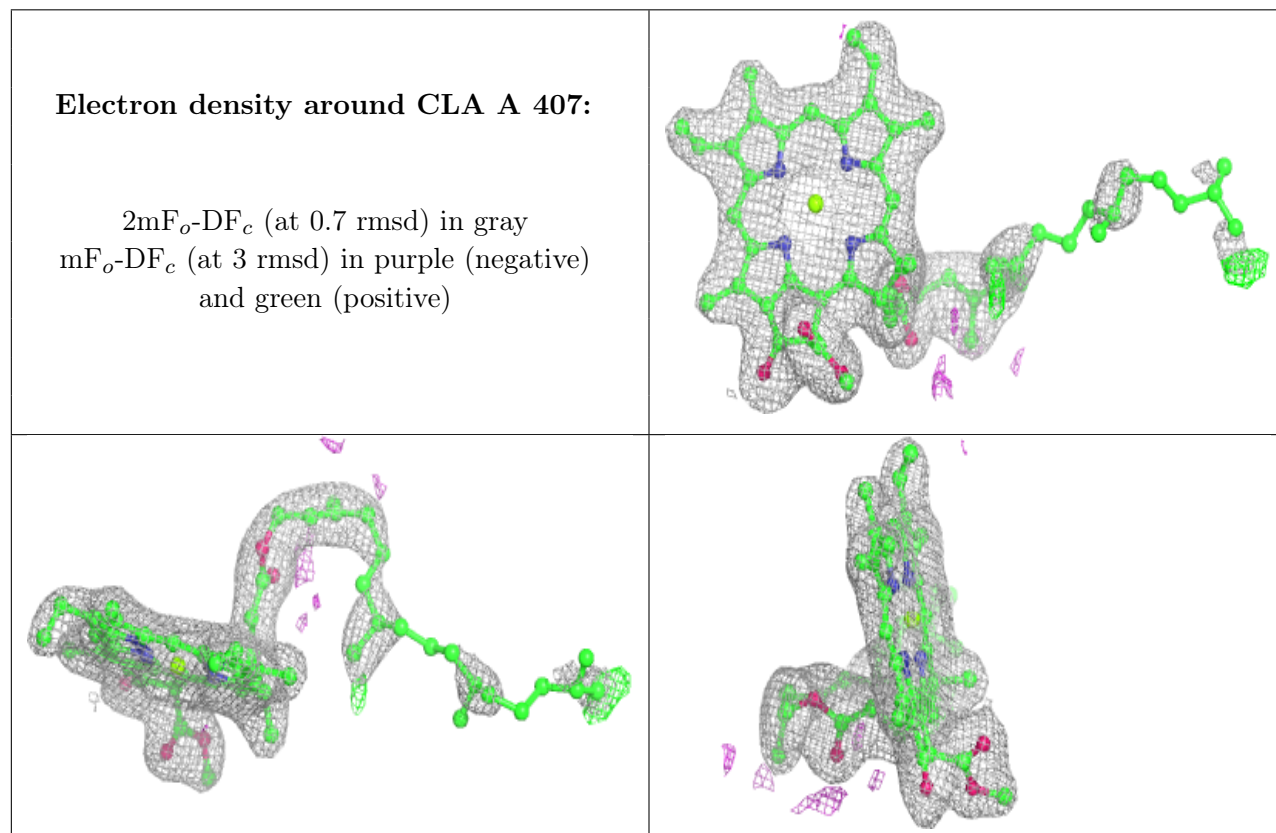 Electron density around CLA A 407:
2mFₒ-DF𝒸 (at 0.7 rmsd) in gray
mFₒ-DF𝒸 (at 3 rmsd) in purple (negative)
and green (positive)